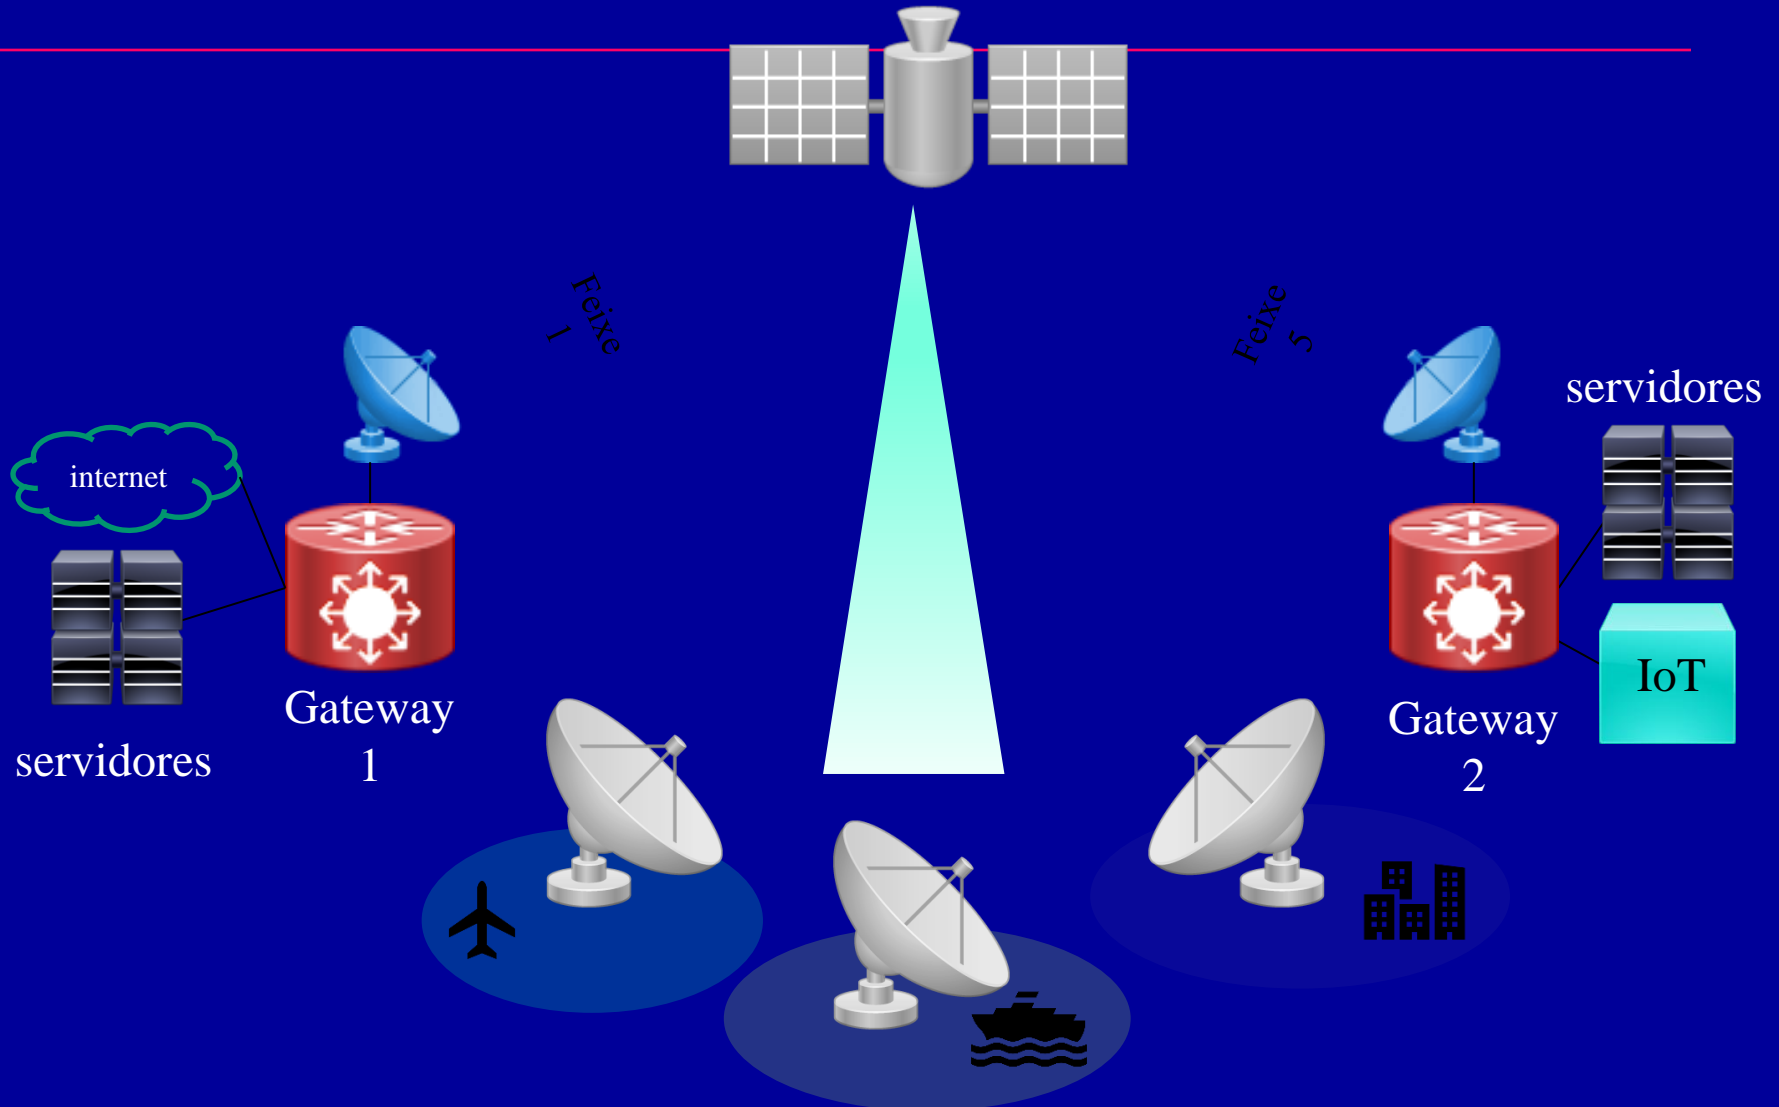 Feixe
1
Feixe
5
servidores
internet
IoT
Gateway
1
Gateway
2
servidores